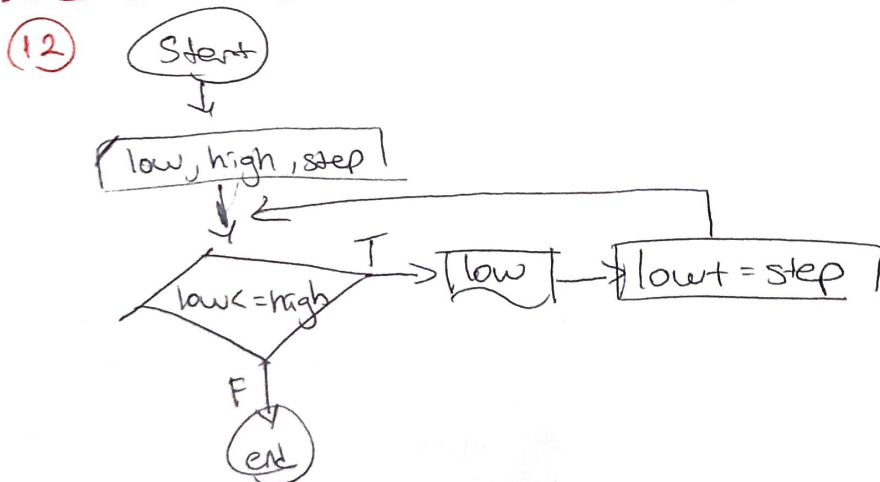 12
Start
low, high, step
low<=high
T
low
low+=step
F
end